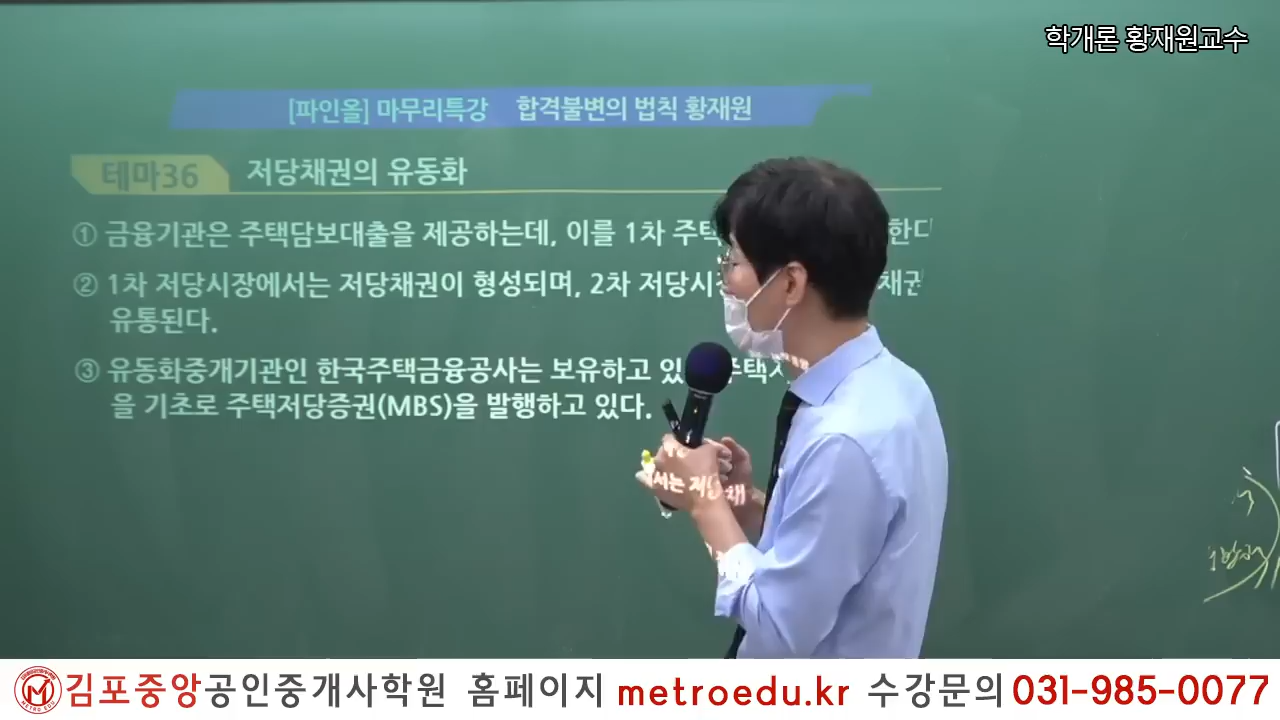 학개론 황재원교수
[파인올] 마무리특강 합격불변의 법칙 황재원
테마36 저당채권의 유동화
① 금융기관은 주택담보대출을 제공하는데, 이를 1차 한다
② 1차 저당시장에서는 저당채권이 형성되며, 2차
유통된다.
③ 유동화중개기관인 한국주택금융공사는 보유하고
을 기초로 주택저당증권(MBS)을 발행하고 있다.
METRO EDU
김포중앙공인중개사학원 홈페이지 metroedu.kr 수강문의 031-985-0077